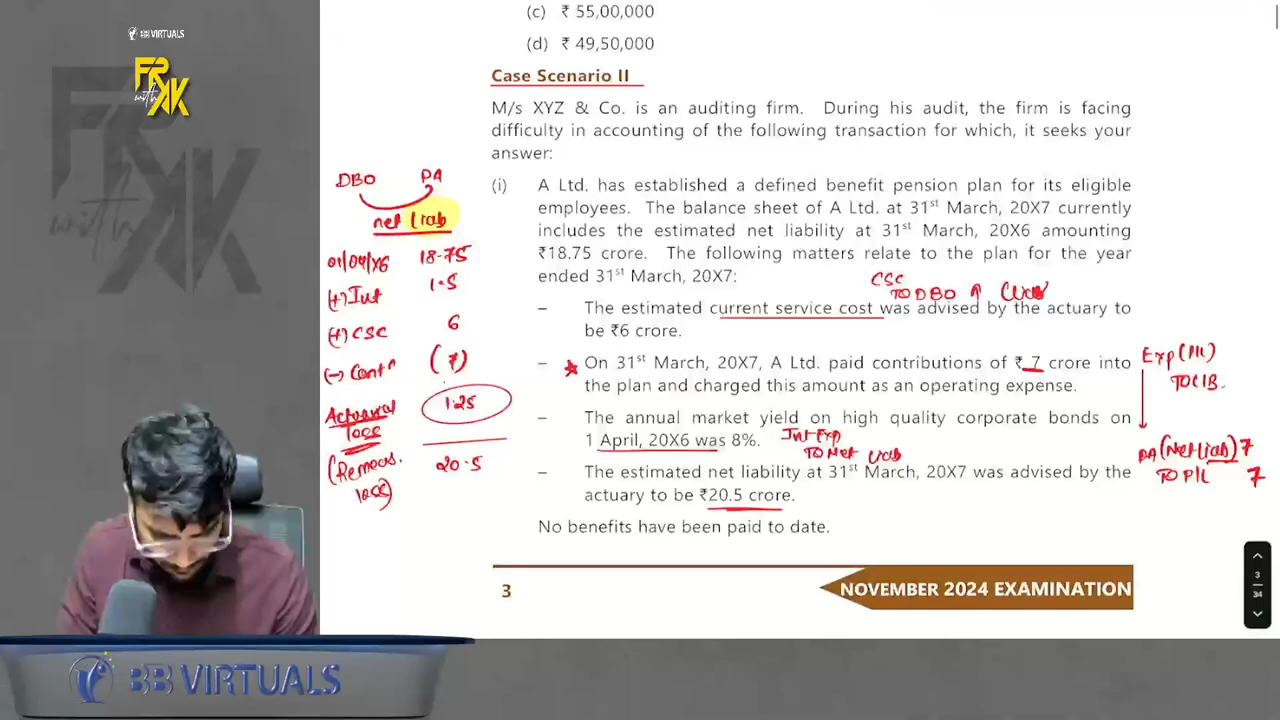 BB VIRTUALS
FR
with
KK
(c) ₹ 55,00,000
(d) ₹ 49,50,000
Case Scenario II
M/s XYZ & Co. is an auditing firm. During his audit, the firm is facing
difficulty in accounting of the following transaction for which, it seeks your
answer:
(i) A Ltd. has established a defined benefit pension plan for its eligible
employees. The balance sheet of A Ltd. at 31st March, 20X7 currently
includes the estimated net liability at 31st March, 20X6 amounting
₹18.75 crore. The following matters relate to the plan for the year
ended 31st March, 20X7:
– The estimated current service cost was advised by the actuary to
be ₹6 crore.
– On 31st March, 20X7, A Ltd. paid contributions of ₹ 7 crore into
the plan and charged this amount as an operating expense.
– The annual market yield on high quality corporate bonds on
1 April, 20X6 was 8%.
– The estimated net liability at 31st March, 20X7 was advised by the
actuary to be ₹20.5 crore.
No benefits have been paid to date.
DBO PA
net liab
01/04/X6 18.75
(+) Int 1.5
(+) CSC 6
(-) Contn (7)
Actuarial 1.25
loss
(Remeas. 20.5
loss)
CSC
TO DBO ↑
Int Exp
TO Net Liab
Exp (P/L)
TO C/B.
PA (Net liab) 7
TO P/L 7
3
NOVEMBER 2024 EXAMINATION
3
34
BB VIRTUALS